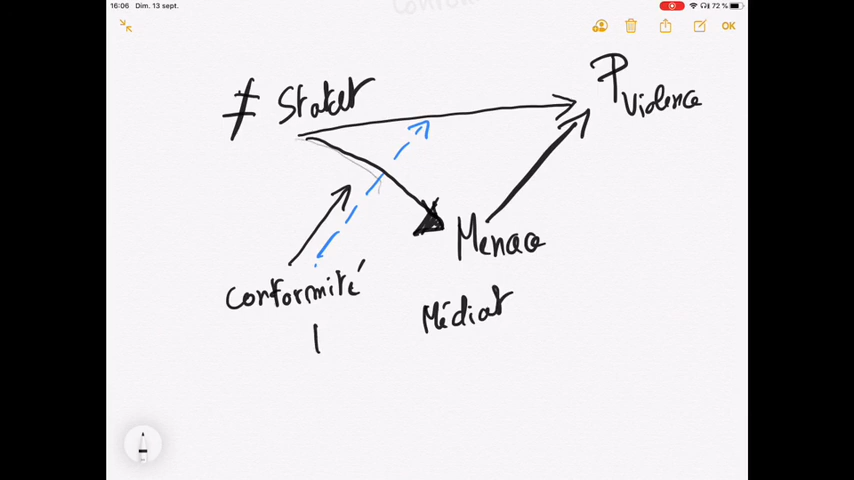 16:06 Dim. 13 sept.
72 %
OK
≠ Statut
P Violence
Menace
Conformité
Médiat